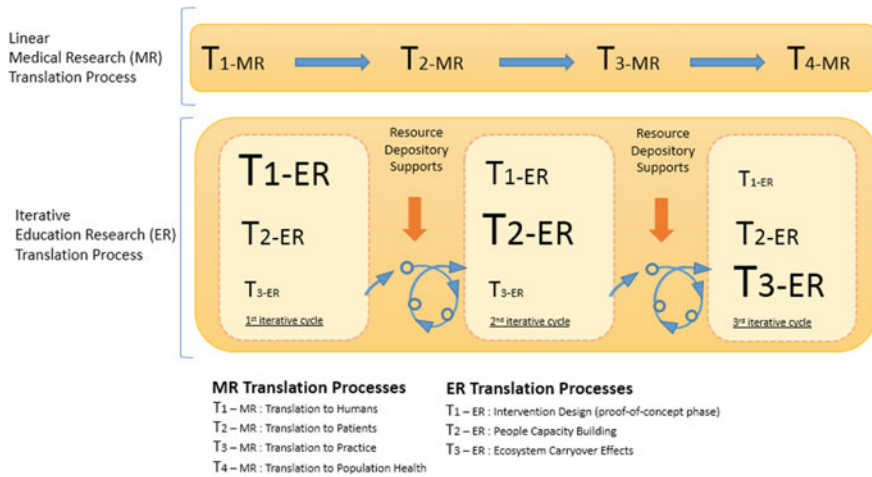 Linear
Medical Research (MR)
Translation Process
T1-MR
T2-MR
T3-MR
T4-MR
Iterative
Education Research (ER)
Translation Process
T1-ER
T2-ER
T3-ER
1st iterative cycle
Resource
Depository
Supports
T1-ER
T2-ER
T3-ER
2nd iterative cycle
Resource
Depository
Supports
T1-ER
T2-ER
T3-ER
3rd iterative cycle
MR Translation Processes
T1 – MR : Translation to Humans
T2 – MR : Translation to Patients
T3 – MR : Translation to Practice
T4 – MR : Translation to Population Health
ER Translation Processes
T1 – ER : Intervention Design (proof-of-concept phase)
T2 – ER : People Capacity Building
T3 – ER : Ecosystem Carryover Effects